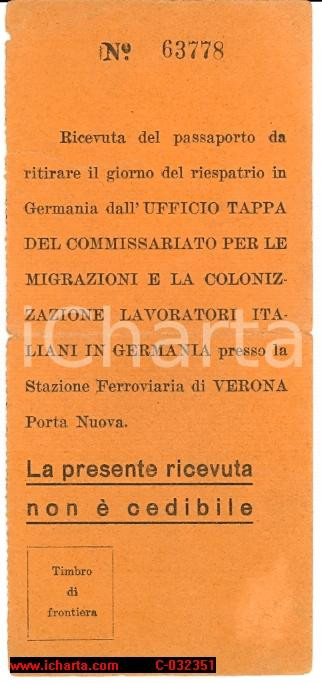 Nº 63778
Ricevuta del passaporto da
ritirare il giorno del riespatrio in
Germania dall' UFFICIO TAPPA
DEL COMMISSARIATO PER LE
MIGRAZIONI E LA COLONIZ-
ZAZIONE LAVORATORI ITA-
LIANI IN GERMANIA presso la
Stazione Ferroviaria di VERONA
Porta Nuova.
La presente ricevuta
non è cedibile
Timbro
di
frontiera
iCharta
www.icharta.com C-032351